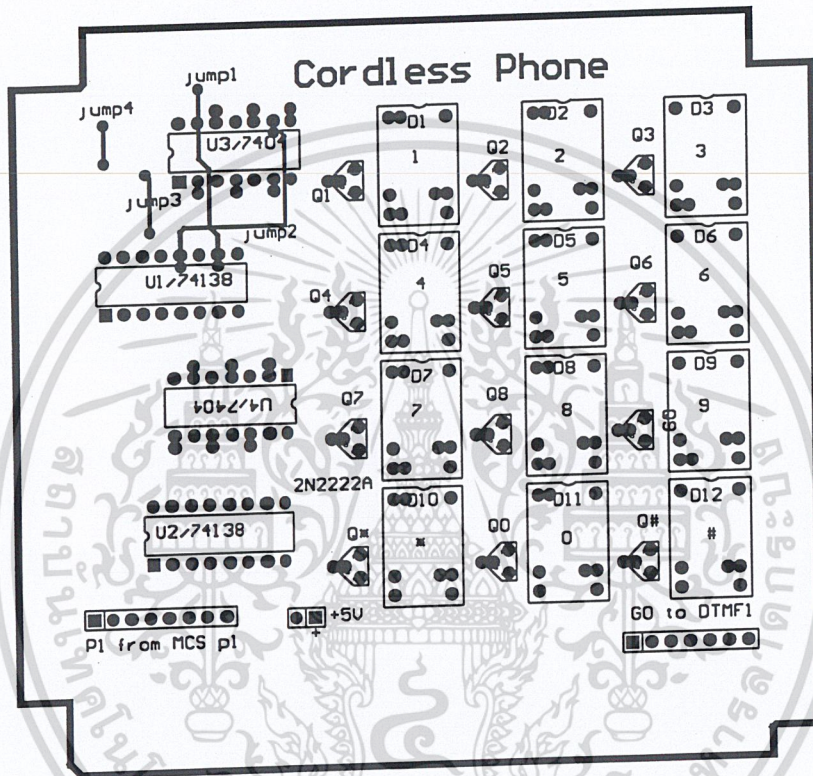 Cordless Phone
jump1
jump4
U3/7404
D1
D2
D3
Q1
1
Q2
2
Q3
3
jump3
jump2
U1/74138
D4
D5
D6
Q4
4
Q5
5
Q6
6
U4/7404
D7
D8
D9
Q7
7
Q8
8
Q9
9
2N2222A
U2/74138
D10
D11
D12
Q*
*
Q0
0
Q#
#
P1 from MCS p1
+5V
+
GO to DTMF1